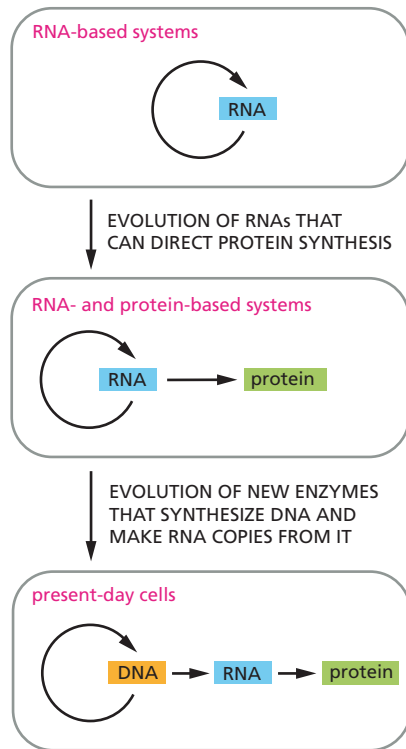 RNA-based systems
RNA
EVOLUTION OF RNAs THAT
CAN DIRECT PROTEIN SYNTHESIS
RNA- and protein-based systems
RNA protein
EVOLUTION OF NEW ENZYMES
THAT SYNTHESIZE DNA AND
MAKE RNA COPIES FROM IT
present-day cells
DNA RNA protein